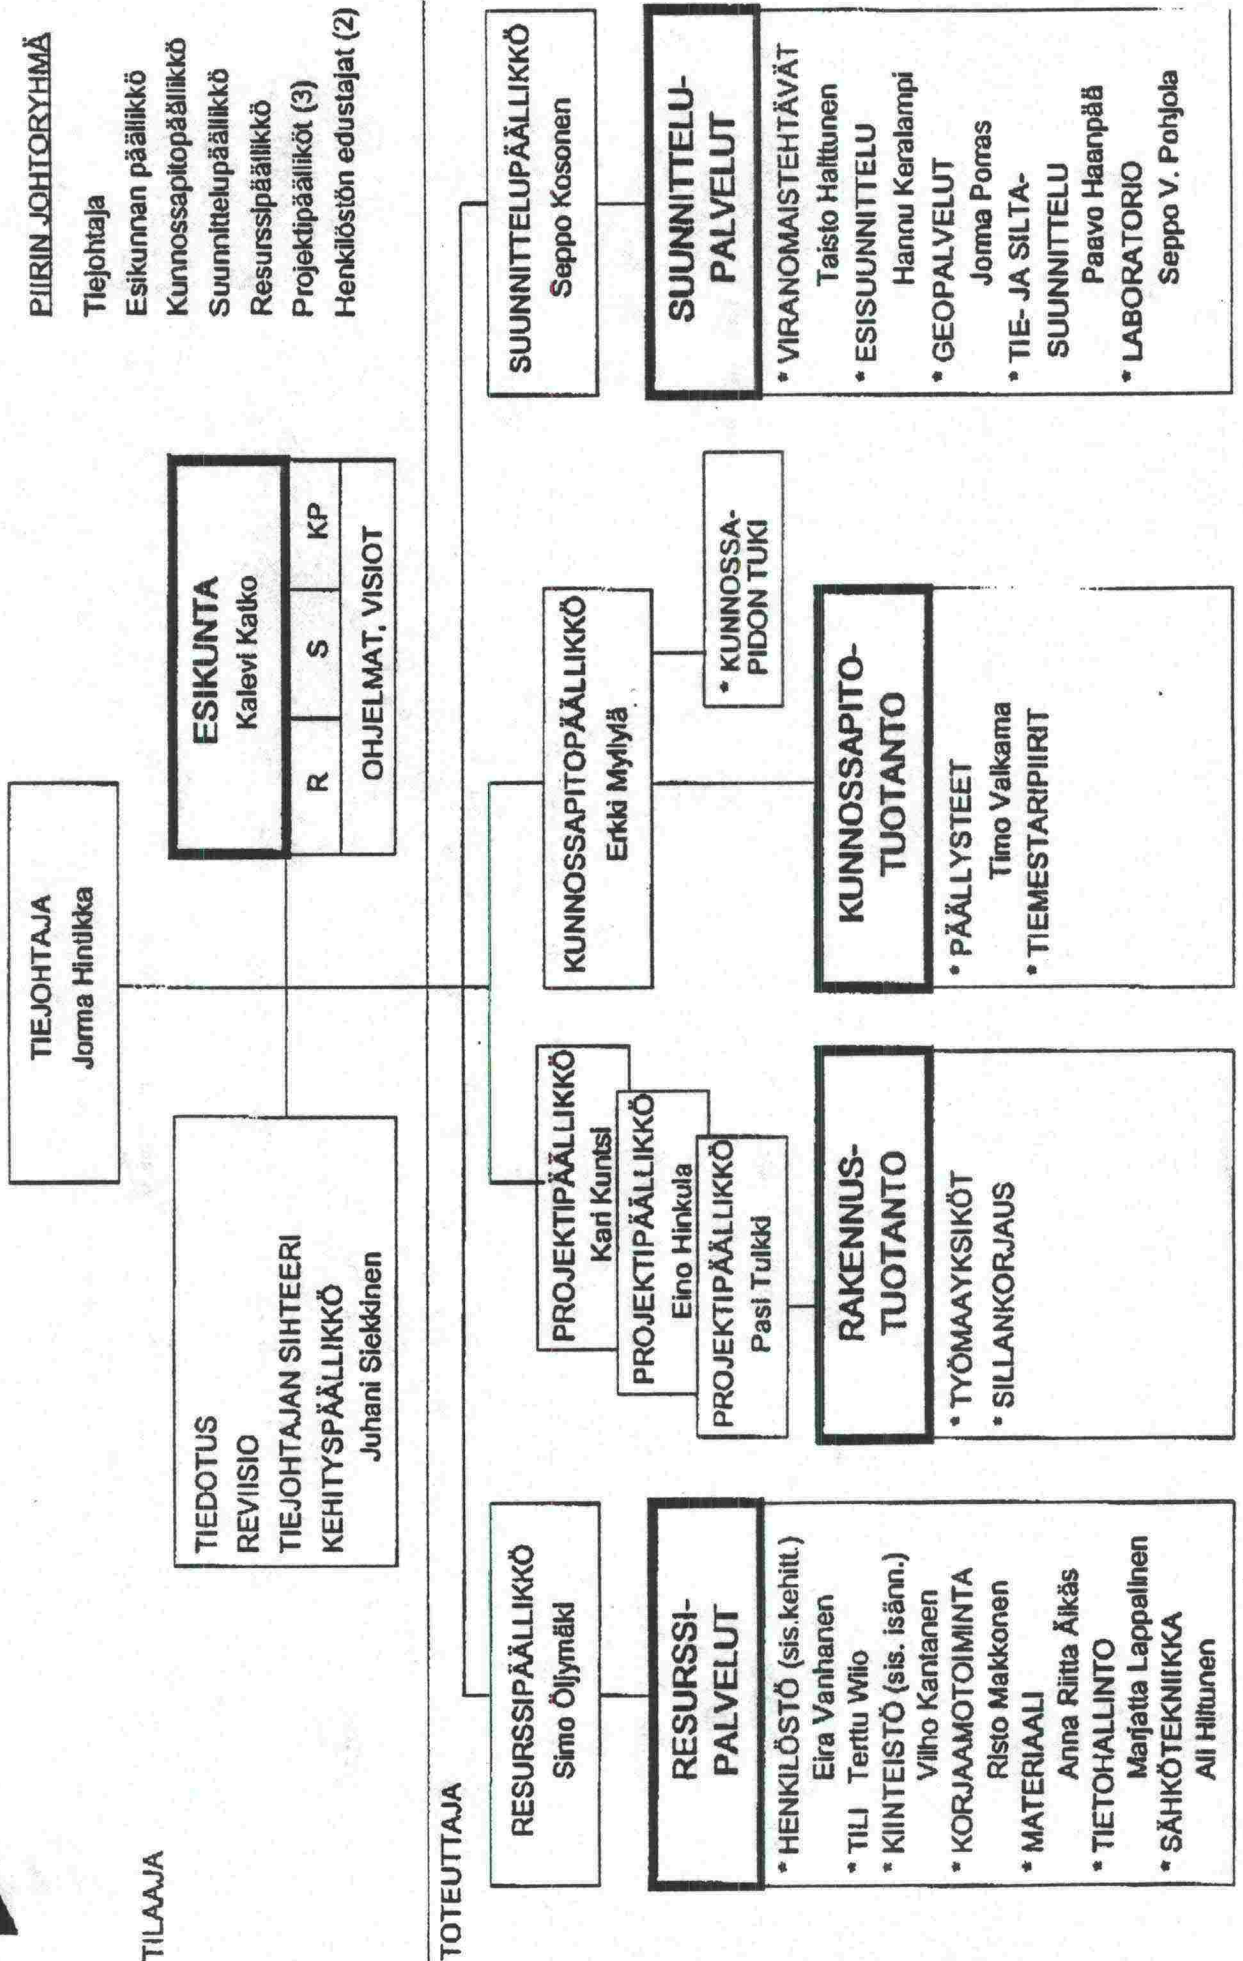 TIEJOHTAJA
Jorma Hintikka
PIIRIN JOHTORYHMÄ
Tiejohtaja
Esikunnan päällikkö
Kunnossapitopäällikkö
Suunnittelupäällikkö
Resurssipäällikkö
Projektipäälliköt (3)
Henkilöstön edustajat (2)
TILAAJA
TIEDOTUS
REVIISIO
TIEJOHTAJAN SIHTEERI
KEHITYSPÄÄLLIKKÖ
Juhani Siekkinen
ESIKUNTA
Kalevi Katko
R S KP
OHJELMAT, VISIOT
TOTEUTTAJA
RESURSSIPÄÄLLIKKÖ
Simo Öljymäki
RESURSSI-
PALVELUT
* HENKILÖSTÖ (sis.kehitt.)
Eira Vanhanen
* TILI Terttu Wiio
* KIINTEISTÖ (sis. isänn.)
Vilho Kantanen
* KORJAAMOTOIMINTA
Risto Makkonen
* MATERIAALI
Anna Riitta Äikäs
* TIETOHALLINTO
Marjatta Lappalinen
* SÄHKÖTEKNIIKKA
Ali Hiltunen
PROJEKTIPÄÄLLIKKÖ
Kari Kuntsi
PROJEKTIPÄÄLLIKKÖ
Eino Hinkula
PROJEKTIPÄÄLLIKKÖ
Pasi Tulkki
RAKENNUS-
TUOTANTO
* TYÖMAAYKSIKÖT
* SILLANKORJAUS
KUNNOSSAPITOPÄÄLLIKKÖ
Erkki Myllylä
* KUNNOSSA-
PIDON TUKI
KUNNOSSAPITO-
TUOTANTO
* PÄÄLLYSTEET
Timo Valkama
* TIEMESTARIPIIRIT
SUUNNITTELUPÄÄLLIKKÖ
Seppo Kosonen
SUUNNITTELU-
PALVELUT
* VIRANOMAISTEHTÄVÄT
Taisto Haittunen
* ESISUUNNITTELU
Hannu Keralampi
* GEOPALVELUT
Jorma Porras
* TIE- JA SILTA-
SUUNNITTELU
Paavo Haanpää
* LABORATORIO
Seppo V. Pohjola